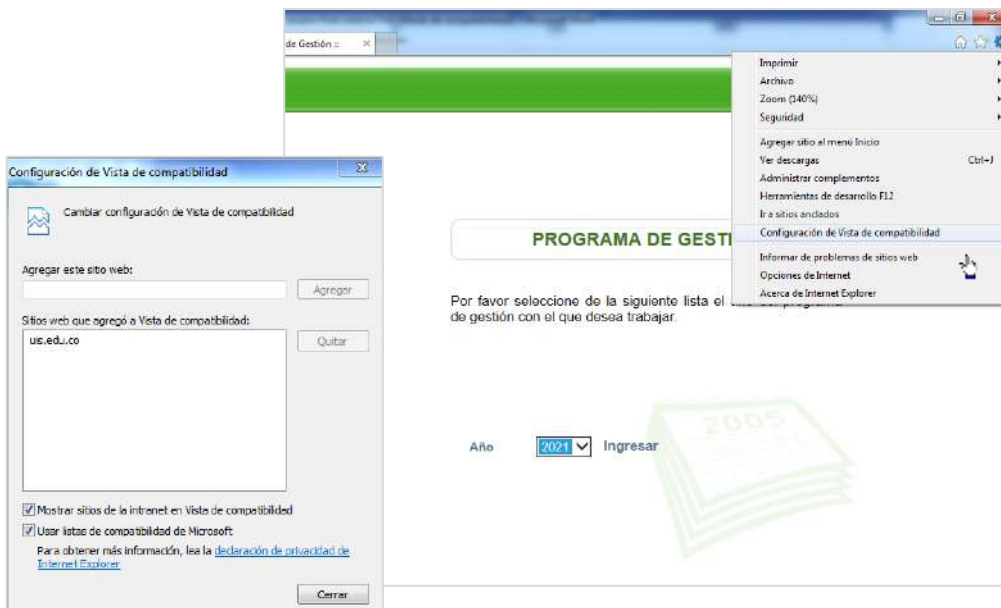 de Gestión ::
Imprimir
Archivo
Zoom (140%)
Seguridad
Agregar sitio al menú Inicio
Ver descargas Ctrl+J
Administrar complementos
Herramientas de desarrollo F12
Ir a sitios anclados
Configuración de Vista de compatibilidad
Informar de problemas de sitios web
Opciones de Internet
Acerca de Internet Explorer
Configuración de Vista de compatibilidad
Cambiar configuración de Vista de compatibilidad
Agregar este sitio web:
Agregar
Sitios web que agregó a Vista de compatibilidad:
uis.edu.co
Quitar
Mostrar sitios de la intranet en Vista de compatibilidad
Usar listas de compatibilidad de Microsoft
Para obtener más información, lea la declaración de privacidad de
Internet Explorer
Cerrar
PROGRAMA DE GESTI
Por favor seleccione de la siguiente lista el
de gestión con el que desea trabajar.
2005
Año 2021 Ingresar